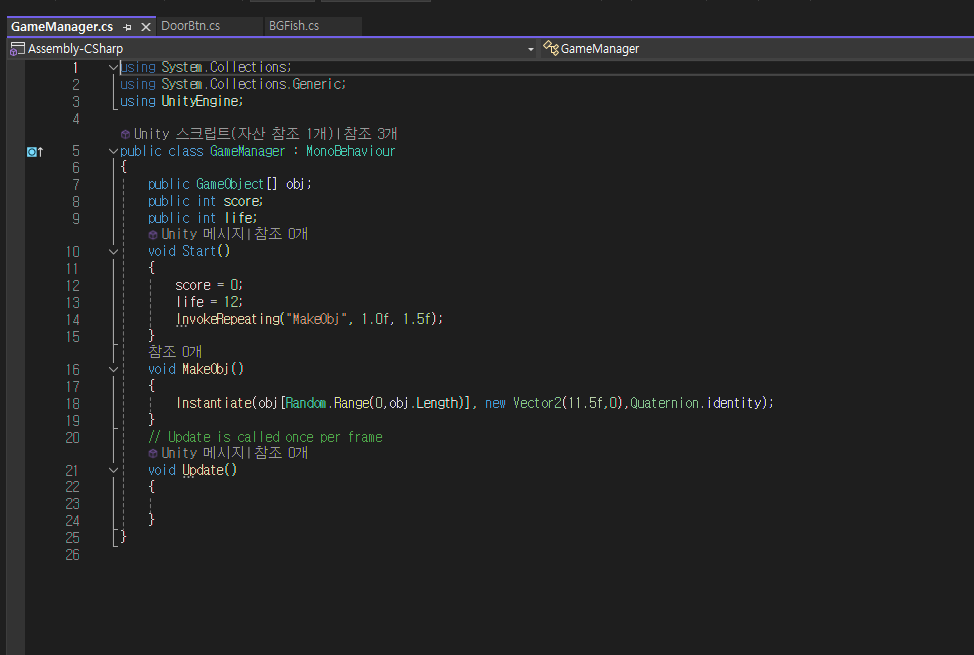 GameManager.cs
DoorBtn.cs
BGFish.cs
Assembly-CSharp
GameManager
1 using System.Collections;
2 using System.Collections.Generic;
3 using UnityEngine;
4
Unity 스크립트(자산 참조 1개)|참조 3개
5 public class GameManager : MonoBehaviour
6 {
7 public GameObject[] obj;
8 public int score;
9 public int life;
Unity 메시지|참조 0개
10 void Start()
11 {
12 score = 0;
13 life = 12;
14 InvokeRepeating("MakeObj", 1.0f, 1.5f);
15 }
참조 0개
16 void MakeObj()
17 {
18 Instantiate(obj[Random.Range(0,obj.Length)], new Vector2(11.5f,0),Quaternion.identity);
19 }
20 // Update is called once per frame
Unity 메시지|참조 0개
21 void Update()
22 {
23
24 }
25 }
26